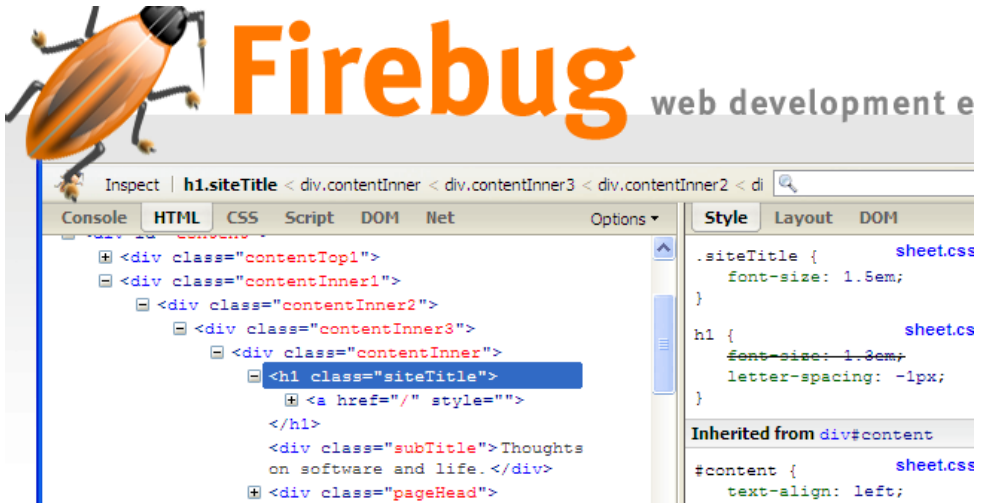 Firebug
web development e
Inspect | h1.siteTitle < div.contentInner < div.contentInner3 < div.contentInner2 < di
Console HTML CSS Script DOM Net Options
<div id="content">
<div class="contentTop1">
<div class="contentInner1">
<div class="contentInner2">
<div class="contentInner3">
<div class="contentInner">
<h1 class="siteTitle">
<a href="/" style="">
</h1>
<div class="subTitle">Thoughts
on software and life.</div>
<div class="pageHead">
Style Layout DOM
.siteTitle { sheet.css
font-size: 1.5em;
}
h1 { sheet.cs
font-size: 1.3em;
letter-spacing: -1px;
}
Inherited from div#content
#content { sheet.css
text-align: left;